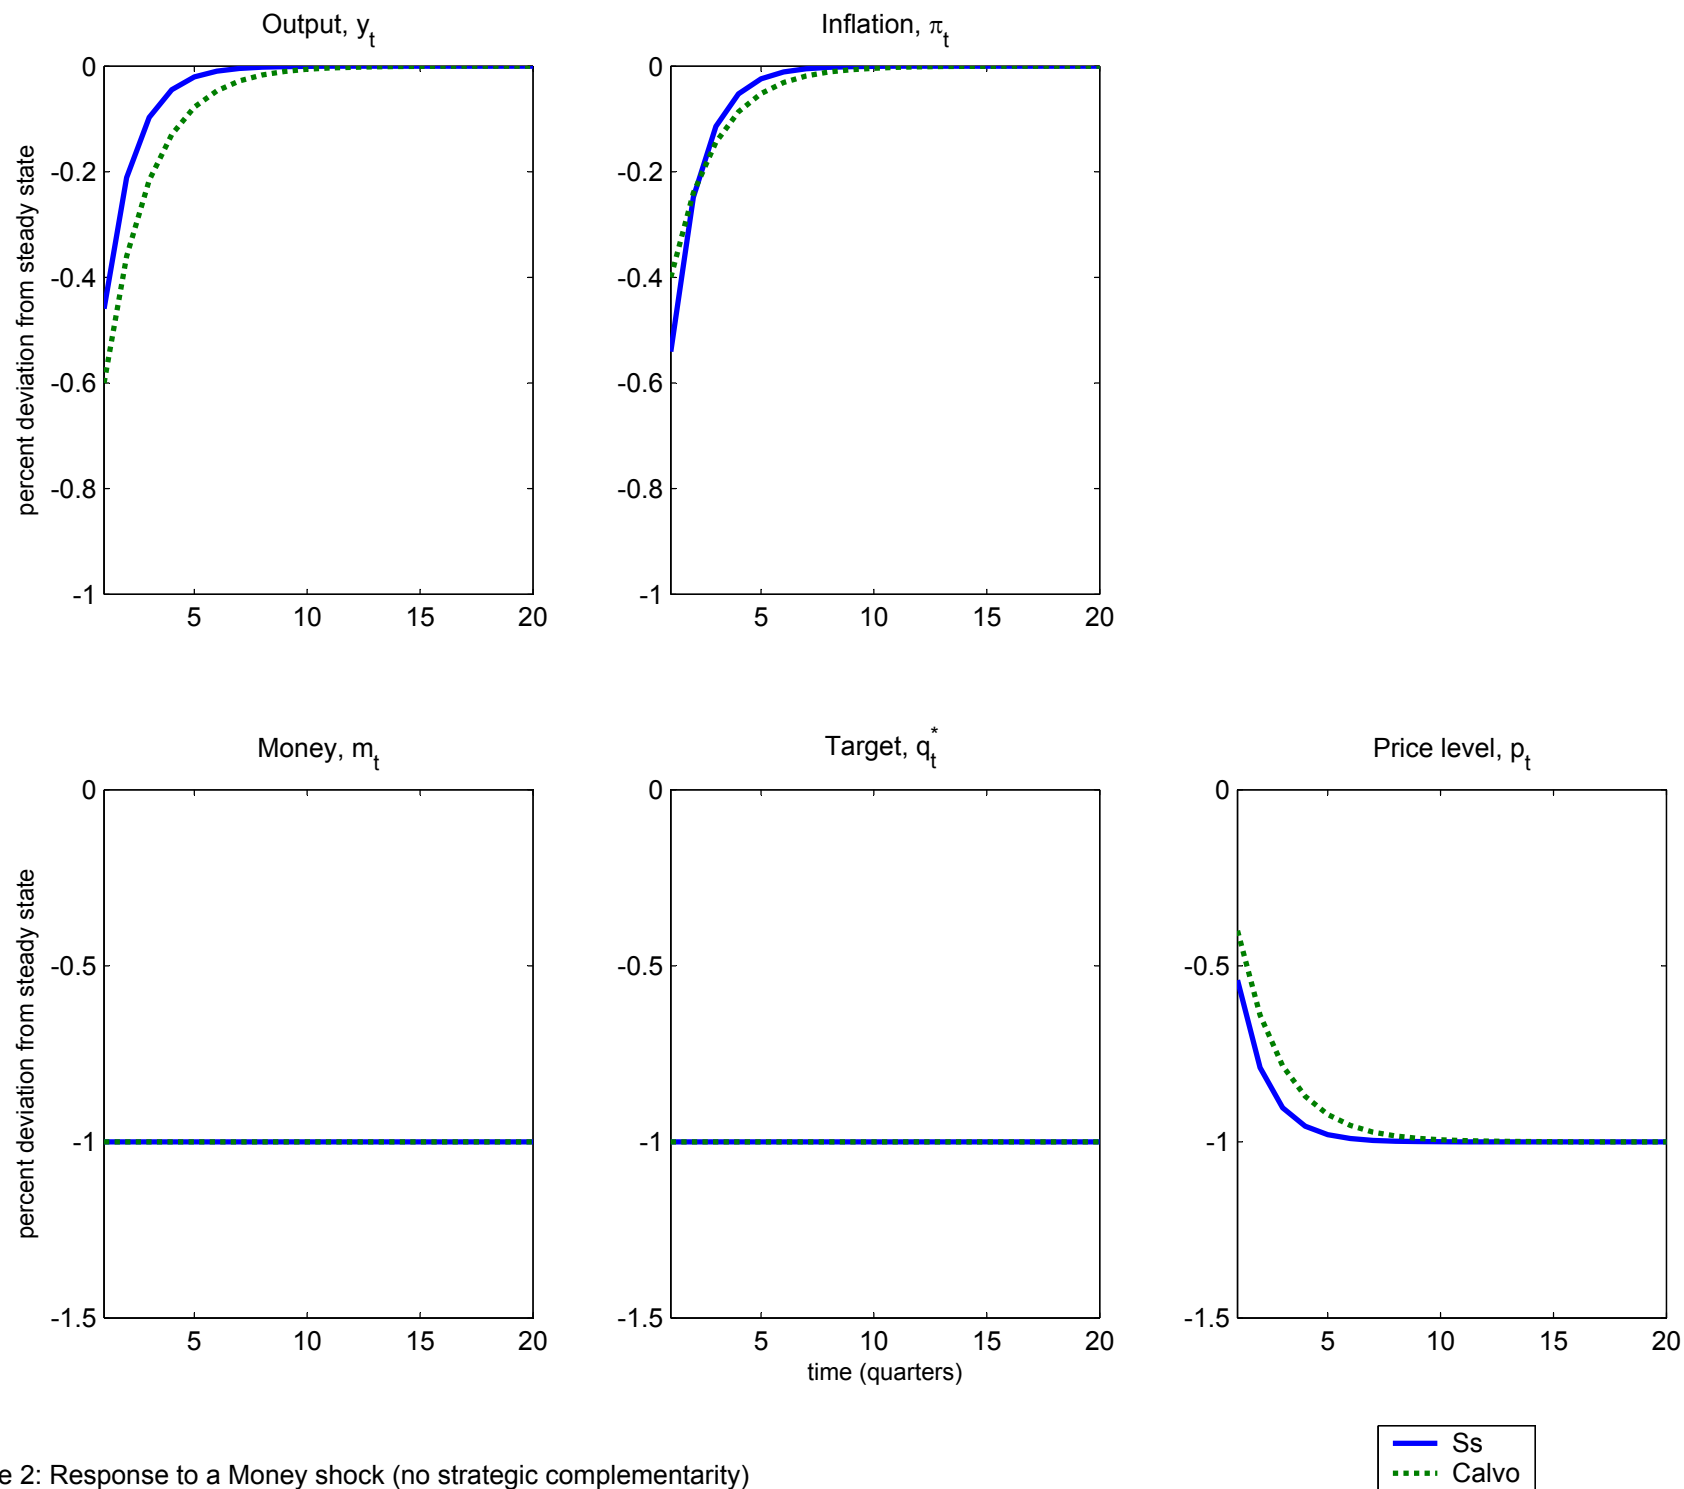 Output, y_t
Inflation, π_t
percent deviation from steady state
0
-0.2
-0.4
-0.6
-0.8
-1
5 10 15 20
0
-0.2
-0.4
-0.6
-0.8
-1
5 10 15 20
Money, m_t
Target, q_t^*
Price level, p_t
percent deviation from steady state
0
-0.5
-1
-1.5
5 10 15 20
0
-0.5
-1
-1.5
5 10 15 20
time (quarters)
0
-0.5
-1
-1.5
5 10 15 20
Ss
Calvo
e 2: Response to a Money shock (no strategic complementarity)